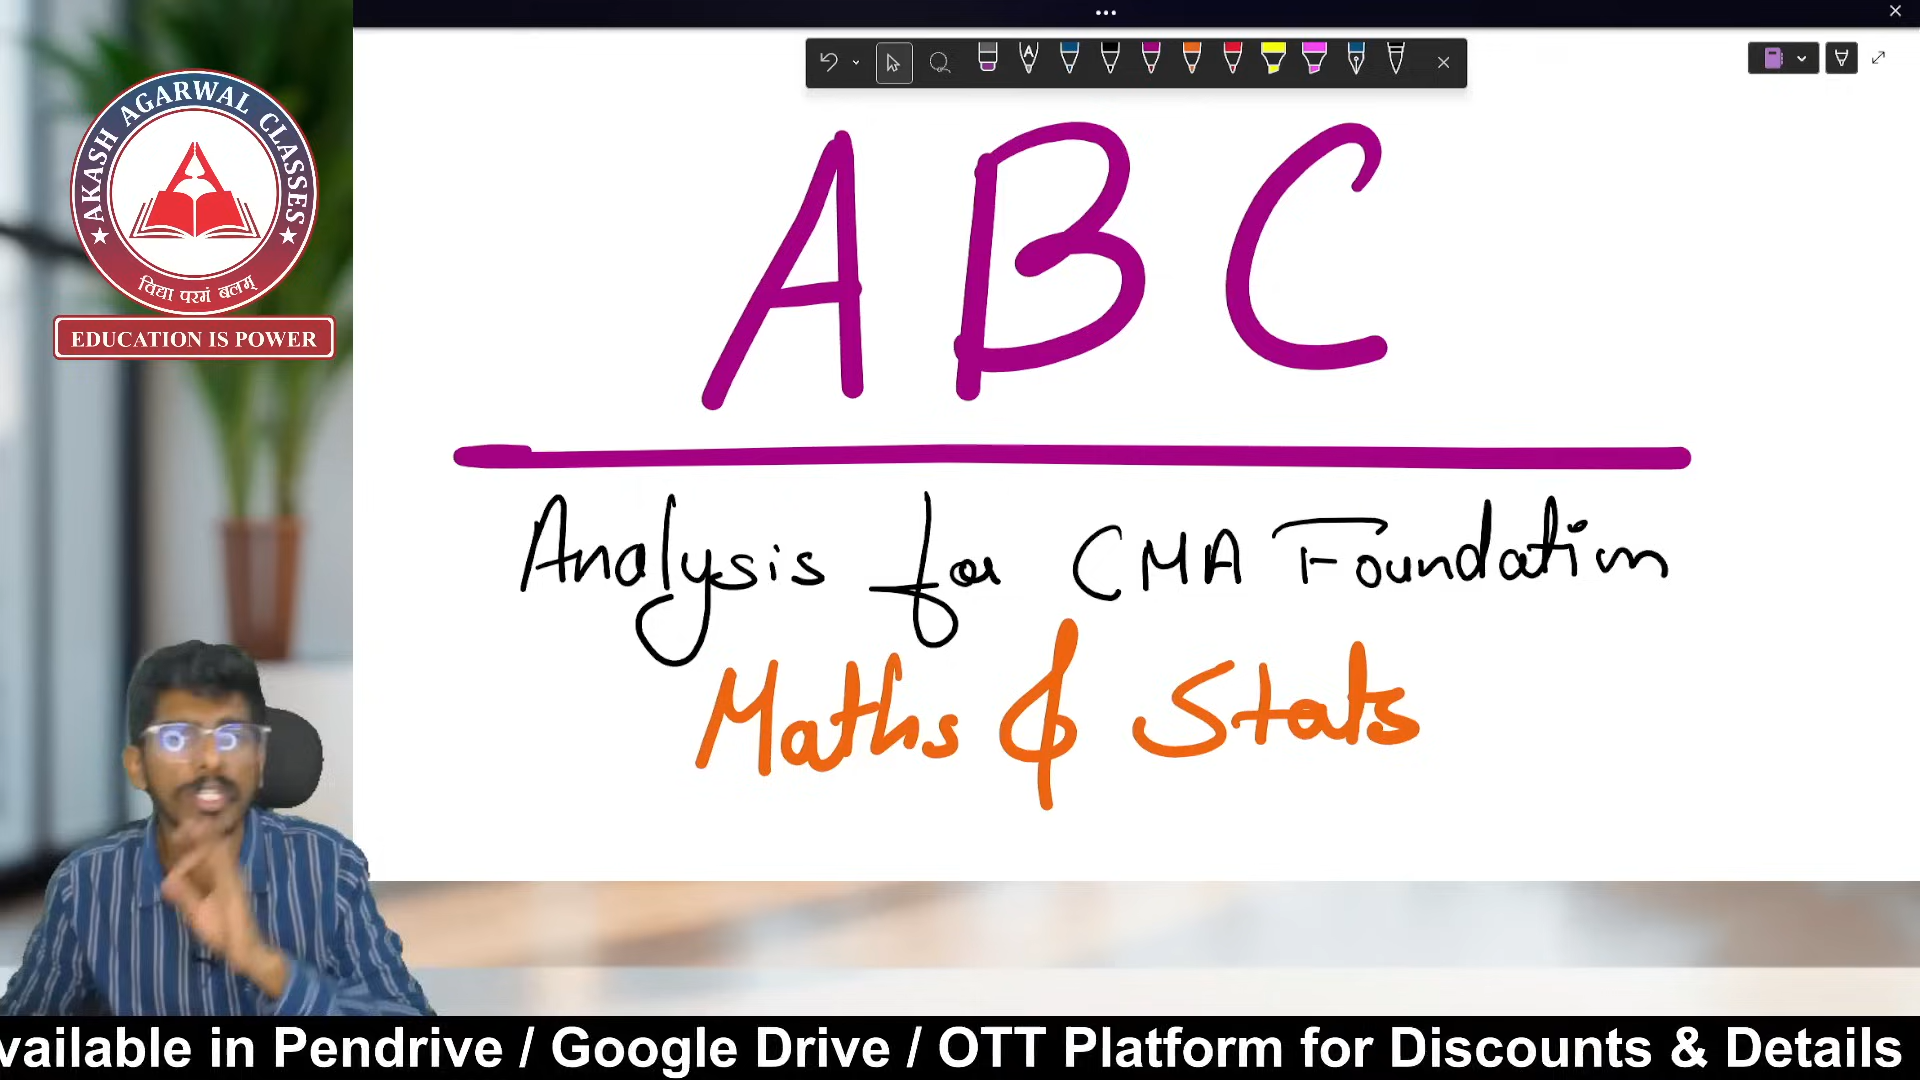 AKASH AGARWAL CLASSES
विद्या परमं बलम्
EDUCATION IS POWER
A B C
Analysis for CMA Foundation
Maths & Stats
vailable in Pendrive / Google Drive / OTT Platform for Discounts & Details